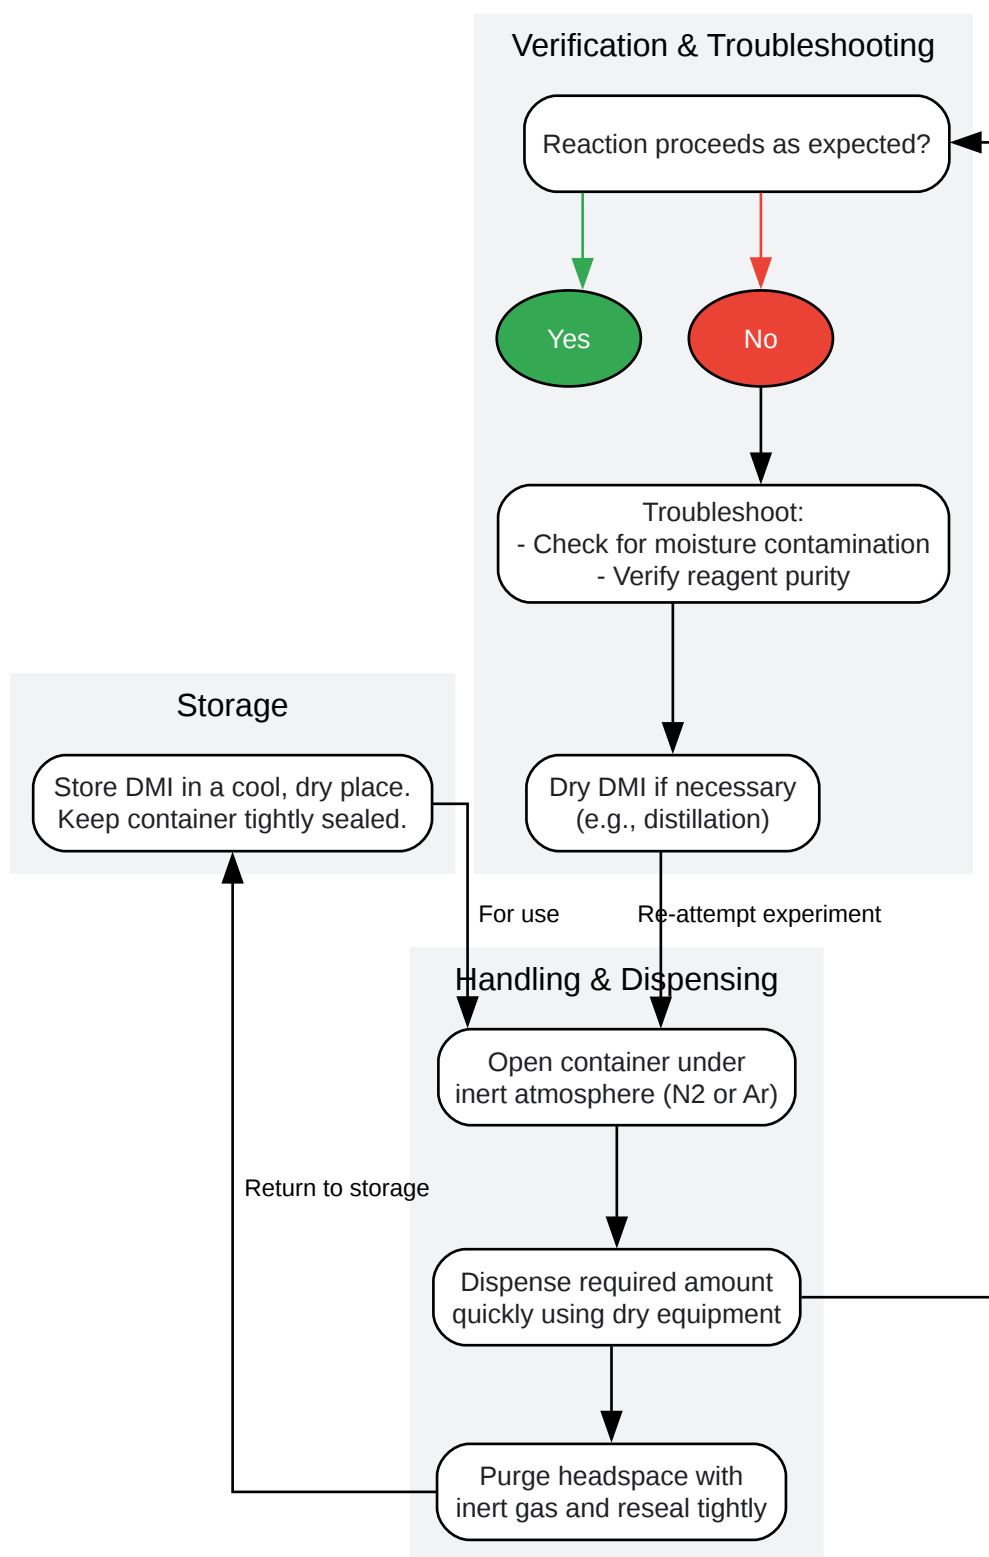 Verification & Troubleshooting
Reaction proceeds as expected?
Yes
No
Troubleshoot:
- Check for moisture contamination
- Verify reagent purity
Storage
Store DMI in a cool, dry place.
Keep container tightly sealed.
Dry DMI if necessary
(e.g., distillation)
For use
Re-attempt experiment
Handling & Dispensing
Open container under
inert atmosphere (N2 or Ar)
Return to storage
Dispense required amount
quickly using dry equipment
Purge headspace with
inert gas and reseal tightly